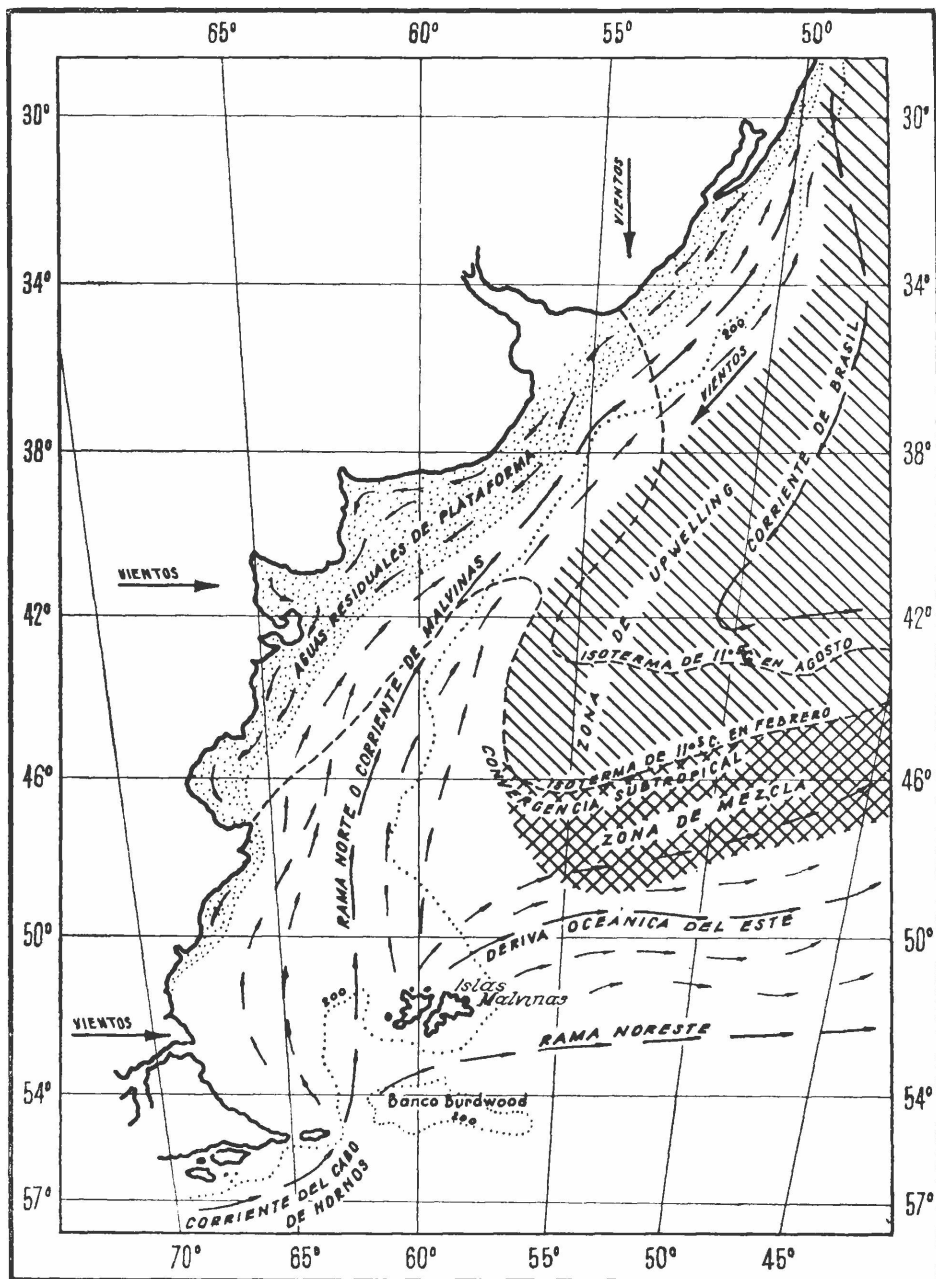 65° 60° 55° 50°
30° 30°
VIENTOS
34° 34°
200
VIENTOS
CORRIENTE DE BRASIL
38° 38°
AGUAS RESIDUALES DE PLATAFORMA
ZONA DE UPWELLING
VIENTOS
RAMA NORTE O CORRIENTE DE MALVINAS
42° 42°
ISOTERMA DE 11° EN AGOSTO
ISOTERMA DE 11°5 C. EN FEBRERO
CONVERGENCIA SUBTROPICAL
46° 46°
ZONA DE MEZCLA
DERIVA OCEANICA DEL ESTE
50° 50°
Islas
Malvinas
200
VIENTOS
RAMA NORESTE
54° 54°
Banco Burdwood
200
CORRIENTE DEL CABO
DE HORNOS
57° 57°
70° 65° 60° 55° 50° 45°